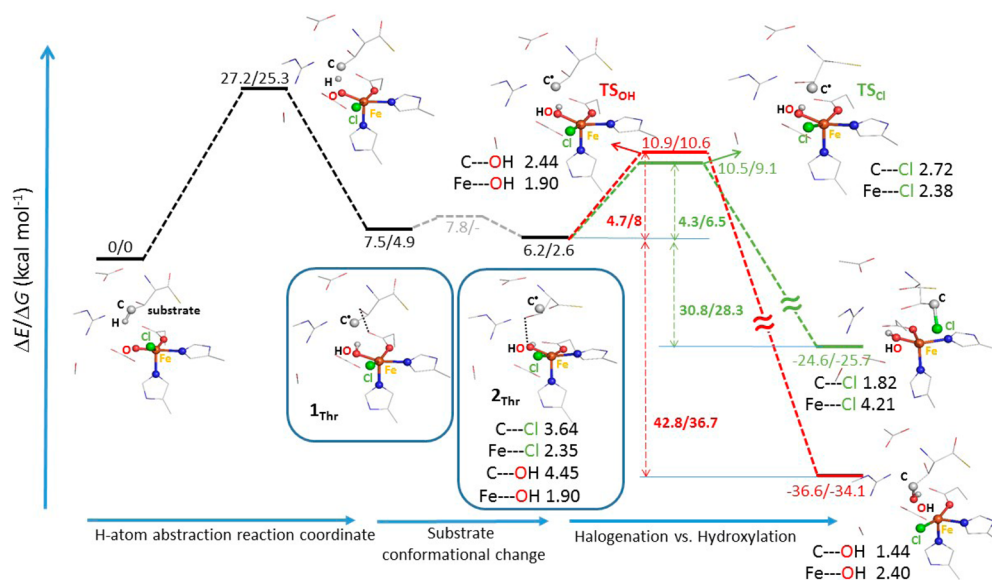 ΔE/ΔG (kcal mol⁻¹)
27.2/25.3
C
H
O
Cl
Fe
0/0
C
H
substrate
Cl
O
Fe
7.5/4.9
7.8/-
6.2/2.6
C•
HO
Cl
Fe
1Thr
C•
HO
Cl
Fe
2Thr
C---Cl 3.64
Fe---Cl 2.35
C---OH 4.45
Fe---OH 1.90
C•
TSOH
HO
Cl
Fe
C---OH 2.44
Fe---OH 1.90
10.9/10.6
C•
TSCl
HO
Cl
Fe
C---Cl 2.72
Fe---Cl 2.38
10.5/9.1
4.7/8
4.3/6.5
30.8/28.3
42.8/36.7
C
Cl
HO
Fe
-24.6/-25.7
C---Cl 1.82
Fe---Cl 4.21
C
OH
Cl
Fe
-36.6/-34.1
C---OH 1.44
Fe---OH 2.40
H-atom abstraction reaction coordinate
Substrate
conformational change
Halogenation vs. Hydroxylation